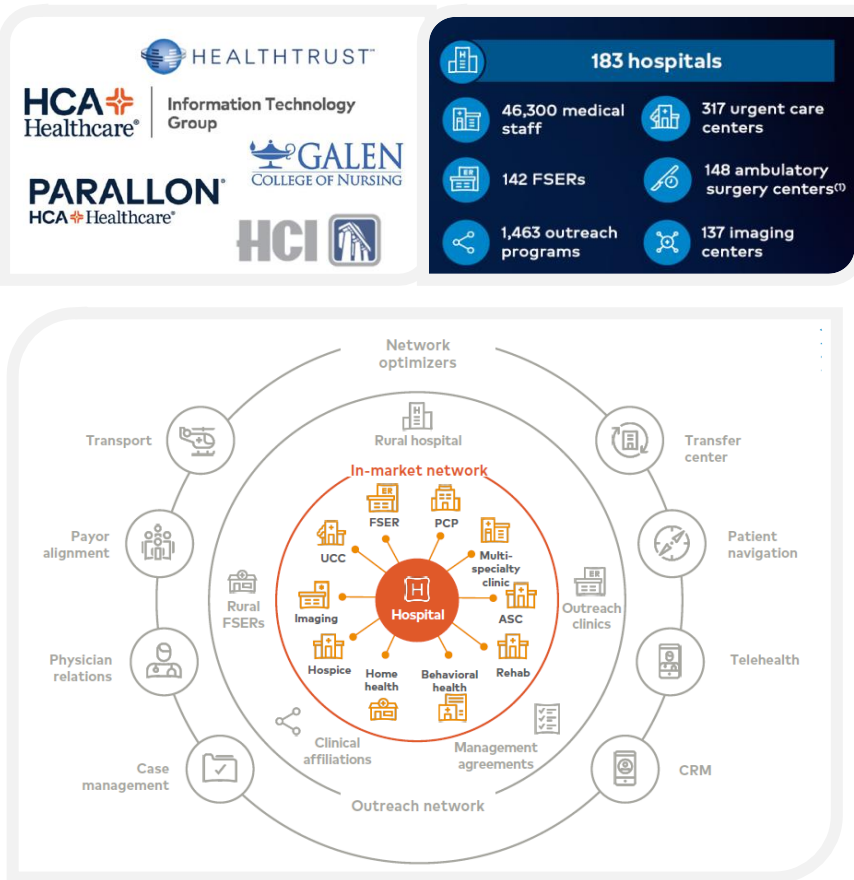 HEALTHTRUST™
HCA Healthcare®
Information Technology
Group
GALEN
COLLEGE OF NURSING
PARALLON®
HCA Healthcare®
HCI
183 hospitals
46,300 medical
staff
317 urgent care
centers
142 FSERs
148 ambulatory
surgery centers(1)
1,463 outreach
programs
137 imaging
centers
Network
optimizers
Transport
H
Rural hospital
Transfer
center
In-market network
ER
FSER
PCP
Payor
alignment
UCC
Multi-
specialty
clinic
Patient
navigation
Rural
FSERs
Imaging
H
Hospital
ASC
ER
Outreach
clinics
Physician
relations
Hospice
Home
health
Behavioral
health
Rehab
Telehealth
Clinical
affiliations
Management
agreements
Case
management
CRM
Outreach network